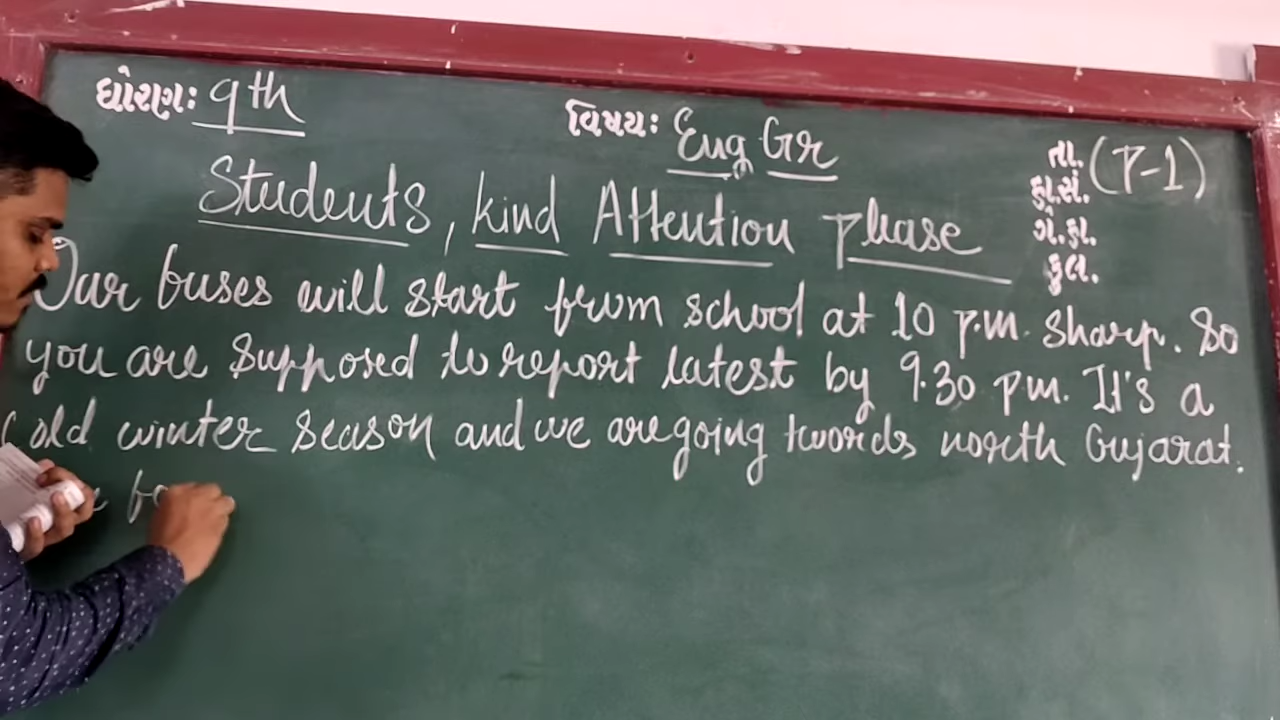 ધોરણ: 9th વિષય: Eng Gr
તા. (P-1)
ક્રા.સં.
ગે.હા.
કુલ.
Students, kind Attention please
Our buses will start from school at 10 p.m. sharp. So
you are supposed to report latest by 9.30 pm. It's a
Cold winter season and we are going twords north Gujarat.